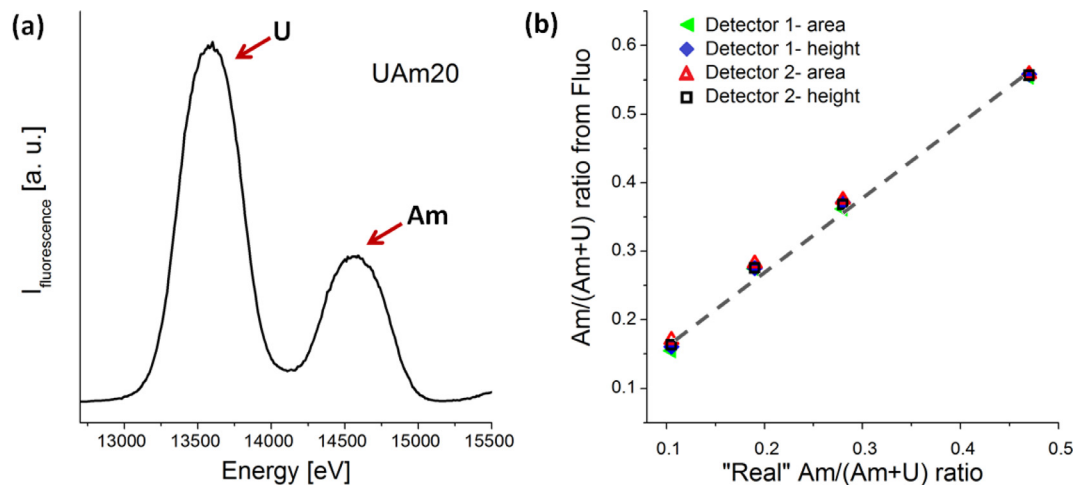 (a)
U
UAm20
Am
I fluorescence [a. u.]
13000 13500 14000 14500 15000 15500
Energy [eV]
(b)
Detector 1- area
Detector 1- height
Detector 2- area
Detector 2- height
Am/(Am+U) ratio from Fluo
0.6
0.5
0.4
0.3
0.2
0.1
0.1 0.2 0.3 0.4 0.5
"Real" Am/(Am+U) ratio